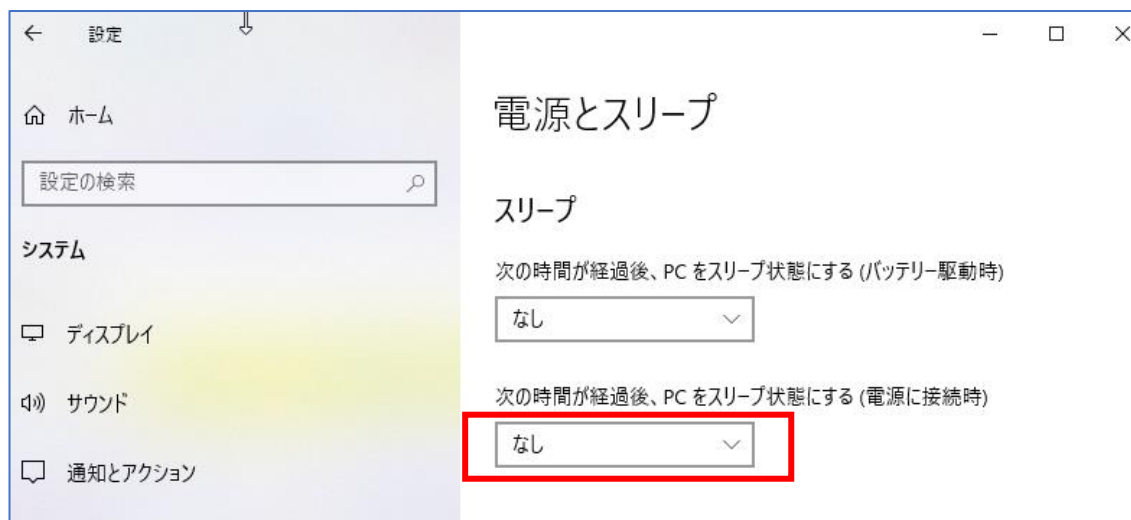 設定
ホーム
設定の検索
システム
ディスプレイ
サウンド
通知とアクション
電源とスリープ
スリープ
次の時間が経過後、PC をスリープ状態にする (バッテリー駆動時)
なし
次の時間が経過後、PC をスリープ状態にする (電源に接続時)
なし